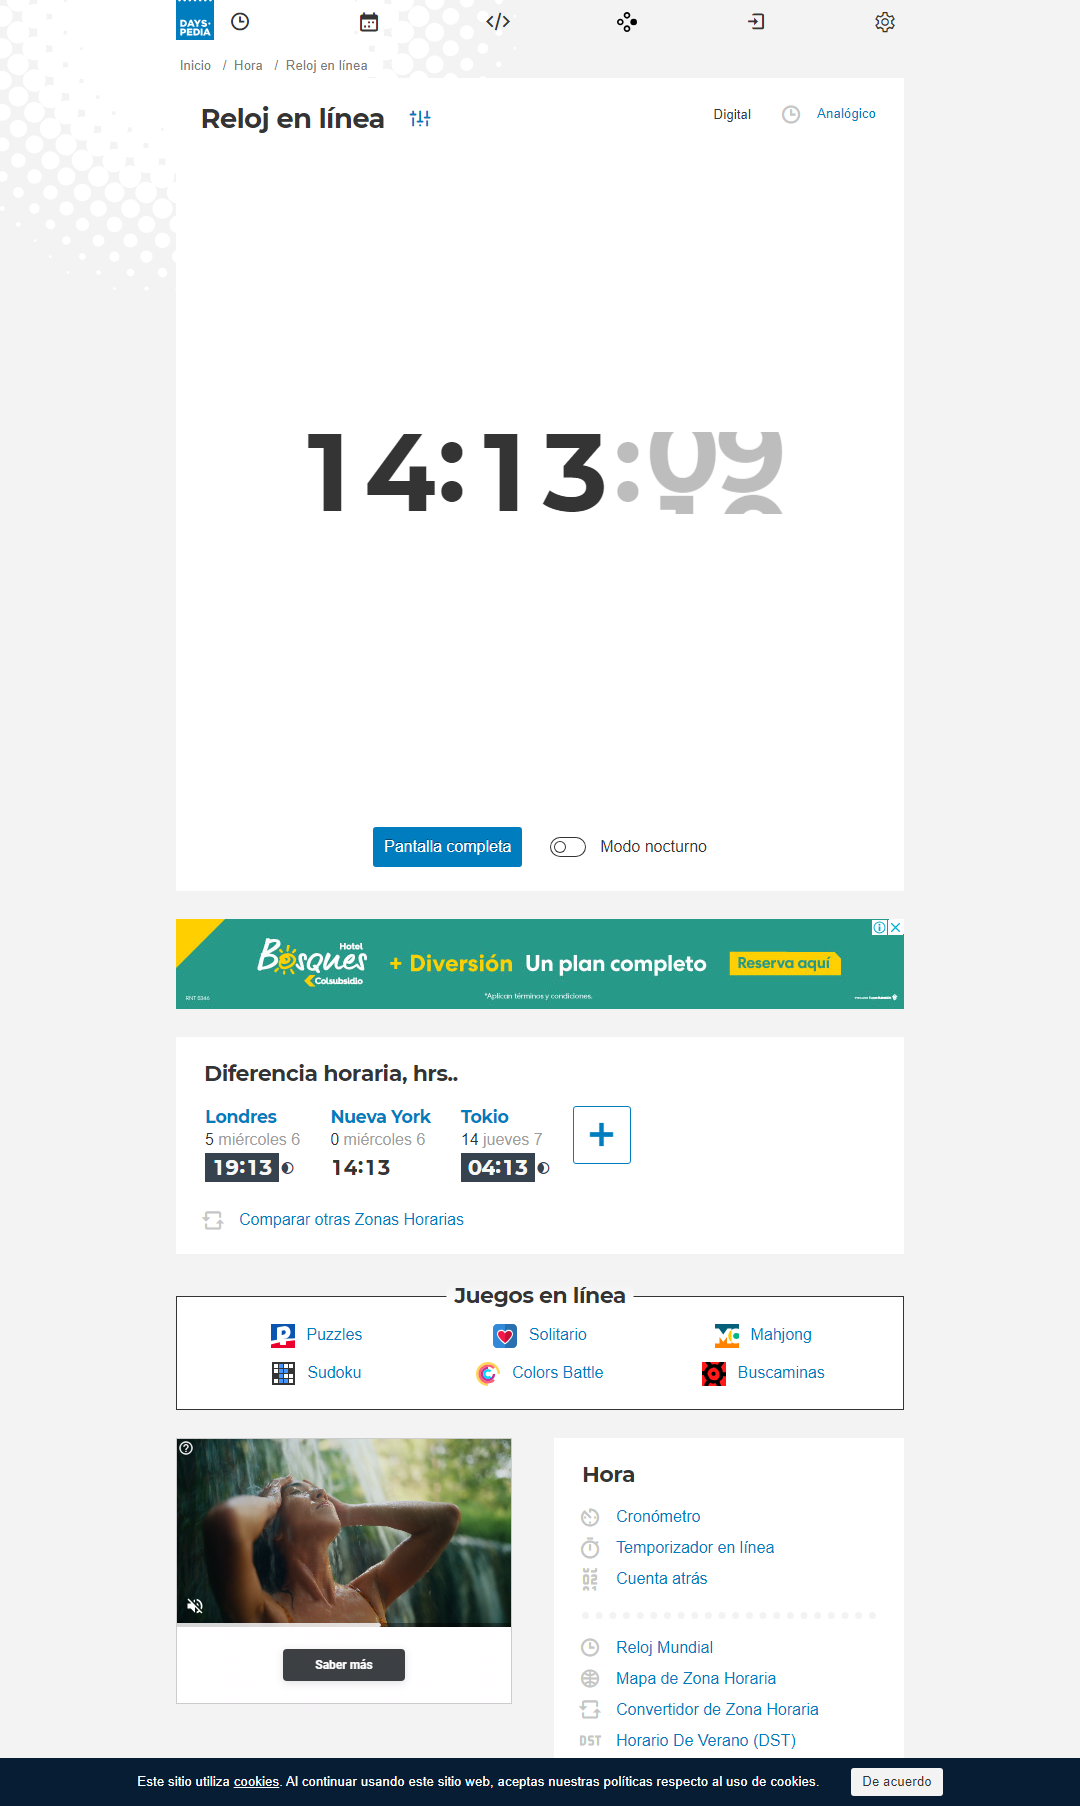 DAYS·
PEDIA
Inicio / Hora / Reloj en línea
Reloj en línea
Digital
Analógico
14:13:09
10
Pantalla completa
Modo nocturno
Hotel
Bosques
Colsubsidio
+ Diversión Un plan completo
Reserva aquí
RNT 5346
*Aplican términos y condiciones.
Diferencia horaria, hrs..
Londres
5 miércoles 6
19:13
Nueva York
0 miércoles 6
14:13
Tokio
14 jueves 7
04:13
Comparar otras Zonas Horarias
Juegos en línea
Puzzles
Solitario
Mahjong
Sudoku
Colors Battle
Buscaminas
Saber más
Hora
Cronómetro
Temporizador en línea
Cuenta atrás
Reloj Mundial
Mapa de Zona Horaria
Convertidor de Zona Horaria
DST Horario De Verano (DST)
Este sitio utiliza cookies. Al continuar usando este sitio web, aceptas nuestras políticas respecto al uso de cookies.
De acuerdo